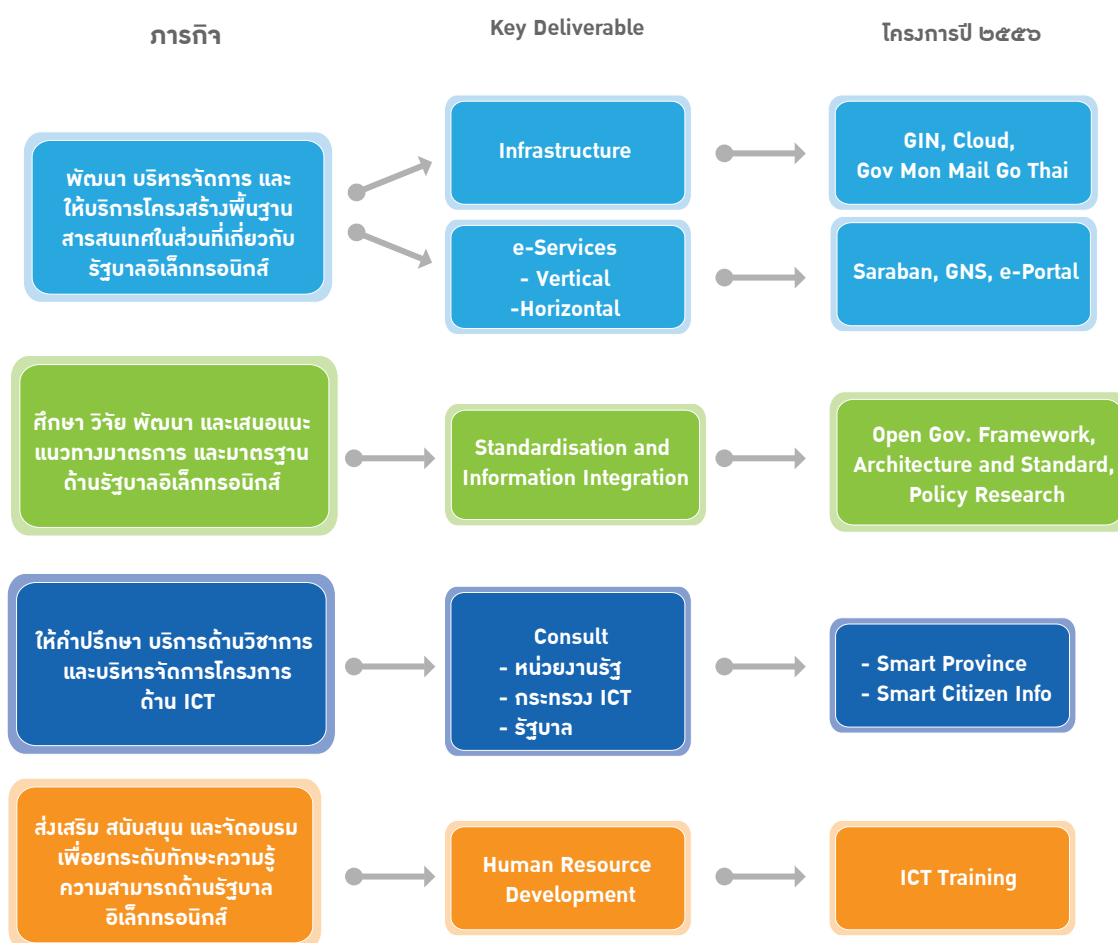 ภารกิจ
Key Deliverable
โครงการปี ๒๕๕๖
พัฒนา บริหารจัดการ และ
ให้บริการโครงสร้างพื้นฐาน
สารสนเทศในส่วนที่เกี่ยวกับ
รัฐบาลอิเล็กทรอนิกส์
Infrastructure
GIN, Cloud,
Gov Mon Mail Go Thai
e-Services
- Vertical
-Horizontal
Saraban, GNS, e-Portal
ศึกษา วิจัย พัฒนา และเสนอแนะ
แนวทางมาตรการ และมาตรฐาน
ด้านรัฐบาลอิเล็กทรอนิกส์
Standardisation and
Information Integration
Open Gov. Framework,
Architecture and Standard,
Policy Research
ให้คำปรึกษา บริการด้านวิชาการ
และบริหารจัดการโครงการ
ด้าน ICT
Consult
- หน่วยงานรัฐ
- กระทรวง ICT
- รัฐบาล
- Smart Province
- Smart Citizen Info
ส่งเสริม สนับสนุน และจัดอบรม
เพื่อยกระดับทักษะความรู้
ความสามารถด้านรัฐบาล
อิเล็กทรอนิกส์
Human Resource
Development
ICT Training